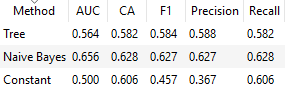 Method AUC CA F1 Precision Recall
Tree 0.564 0.582 0.584 0.588 0.582
Naive Bayes 0.656 0.628 0.627 0.627 0.628
Constant 0.500 0.606 0.457 0.367 0.606